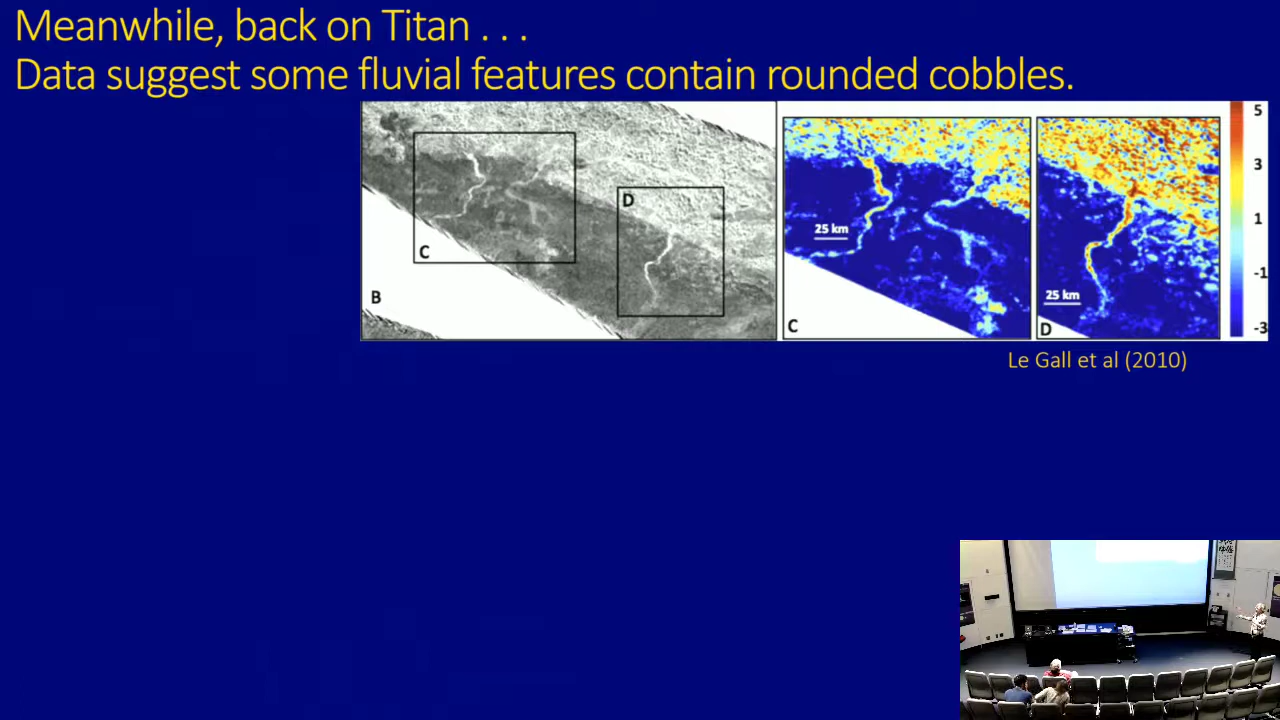 Meanwhile, back on Titan . . .
Data suggest some fluvial features contain rounded cobbles.
B
C
D
25 km
C
25 km
D
5
3
1
-1
-3
Le Gall et al (2010)